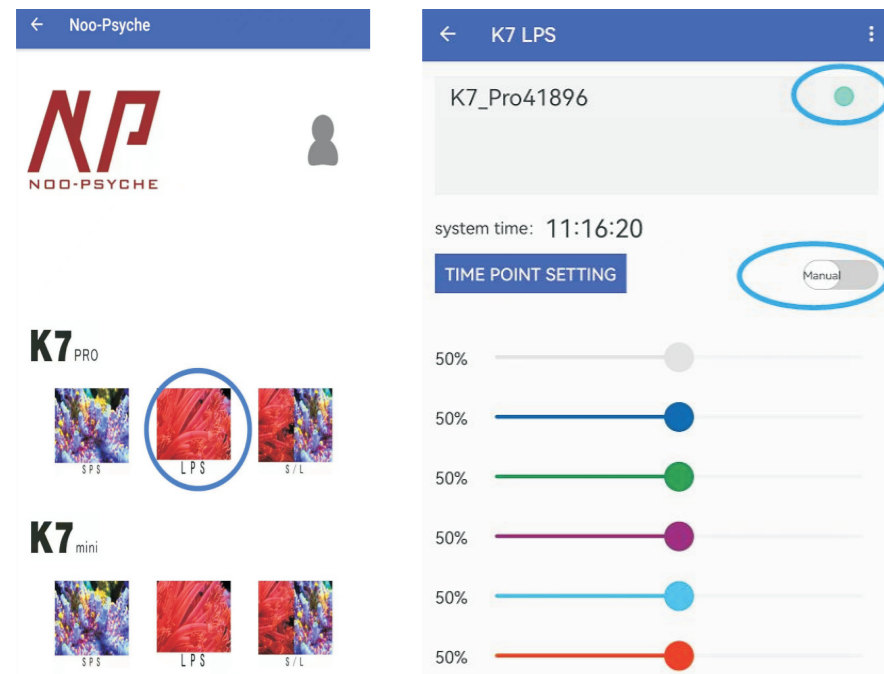 Noo-Psyche
NP
NOO-PSYCHE
K7 PRO
SPS
LPS
S/L
K7 mini
SPS
LPS
S/L
K7 LPS
K7_Pro41896
system time: 11:16:20
TIME POINT SETTING
Manual
50%
50%
50%
50%
50%
50%